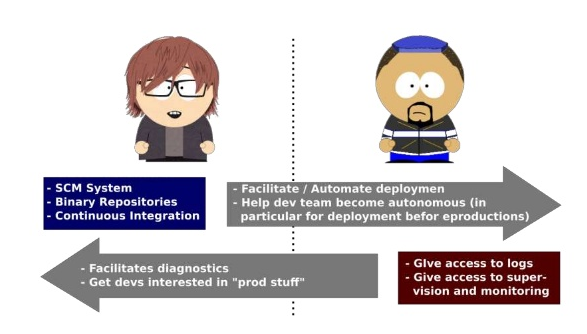 - SCM System
- Binary Repositories
- Continuous Integration
- Facilitate / Automate deploymen
- Help dev team become autonomous (in
particular for deployment befor eproductions)
- Facilitates diagnostics
- Get devs interested in "prod stuff"
- GIve access to logs
- Give access to super-
vision and monitoring